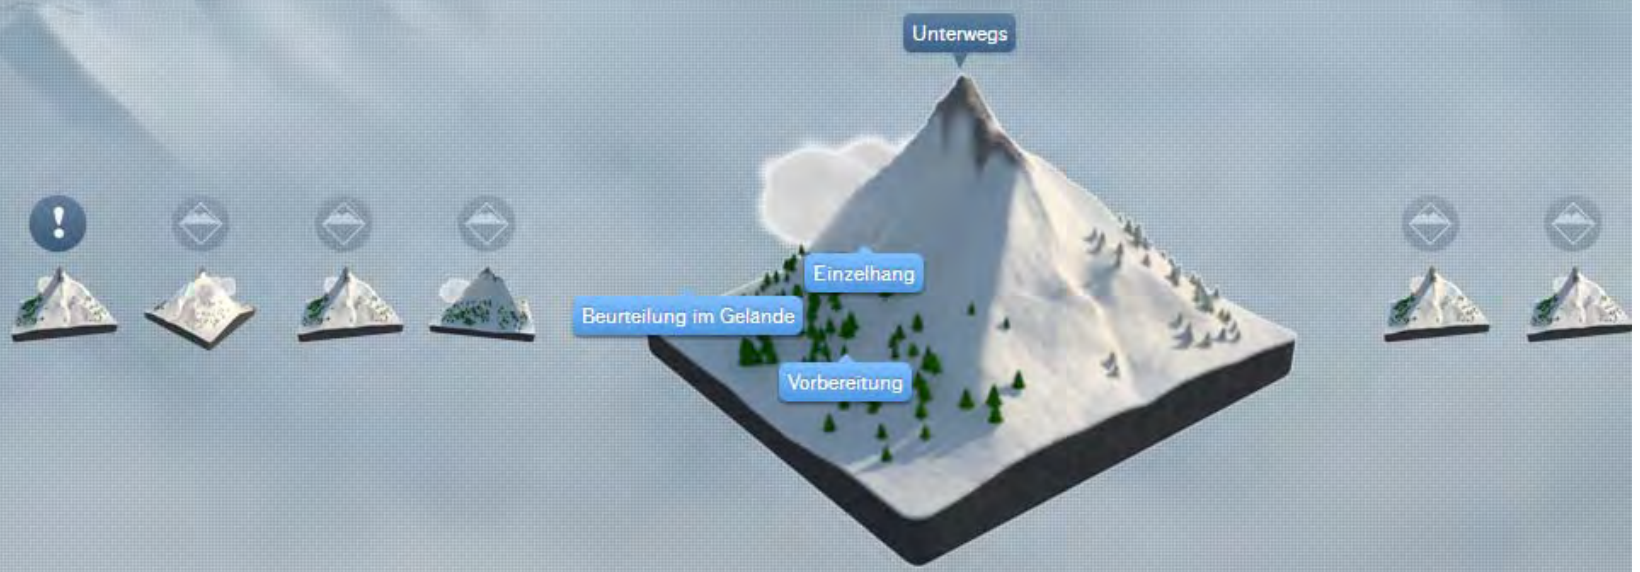 Unterwegs
!
Einzelhang
Beurteilung im Gelände
Vorbereitung